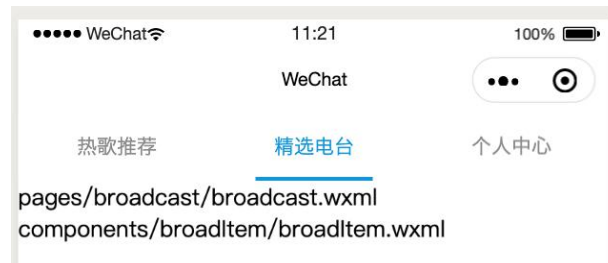 WeChat 11:21 100%
WeChat
热歌推荐 精选电台 个人中心
pages/broadcast/broadcast.wxml
components/broadItem/broadItem.wxml